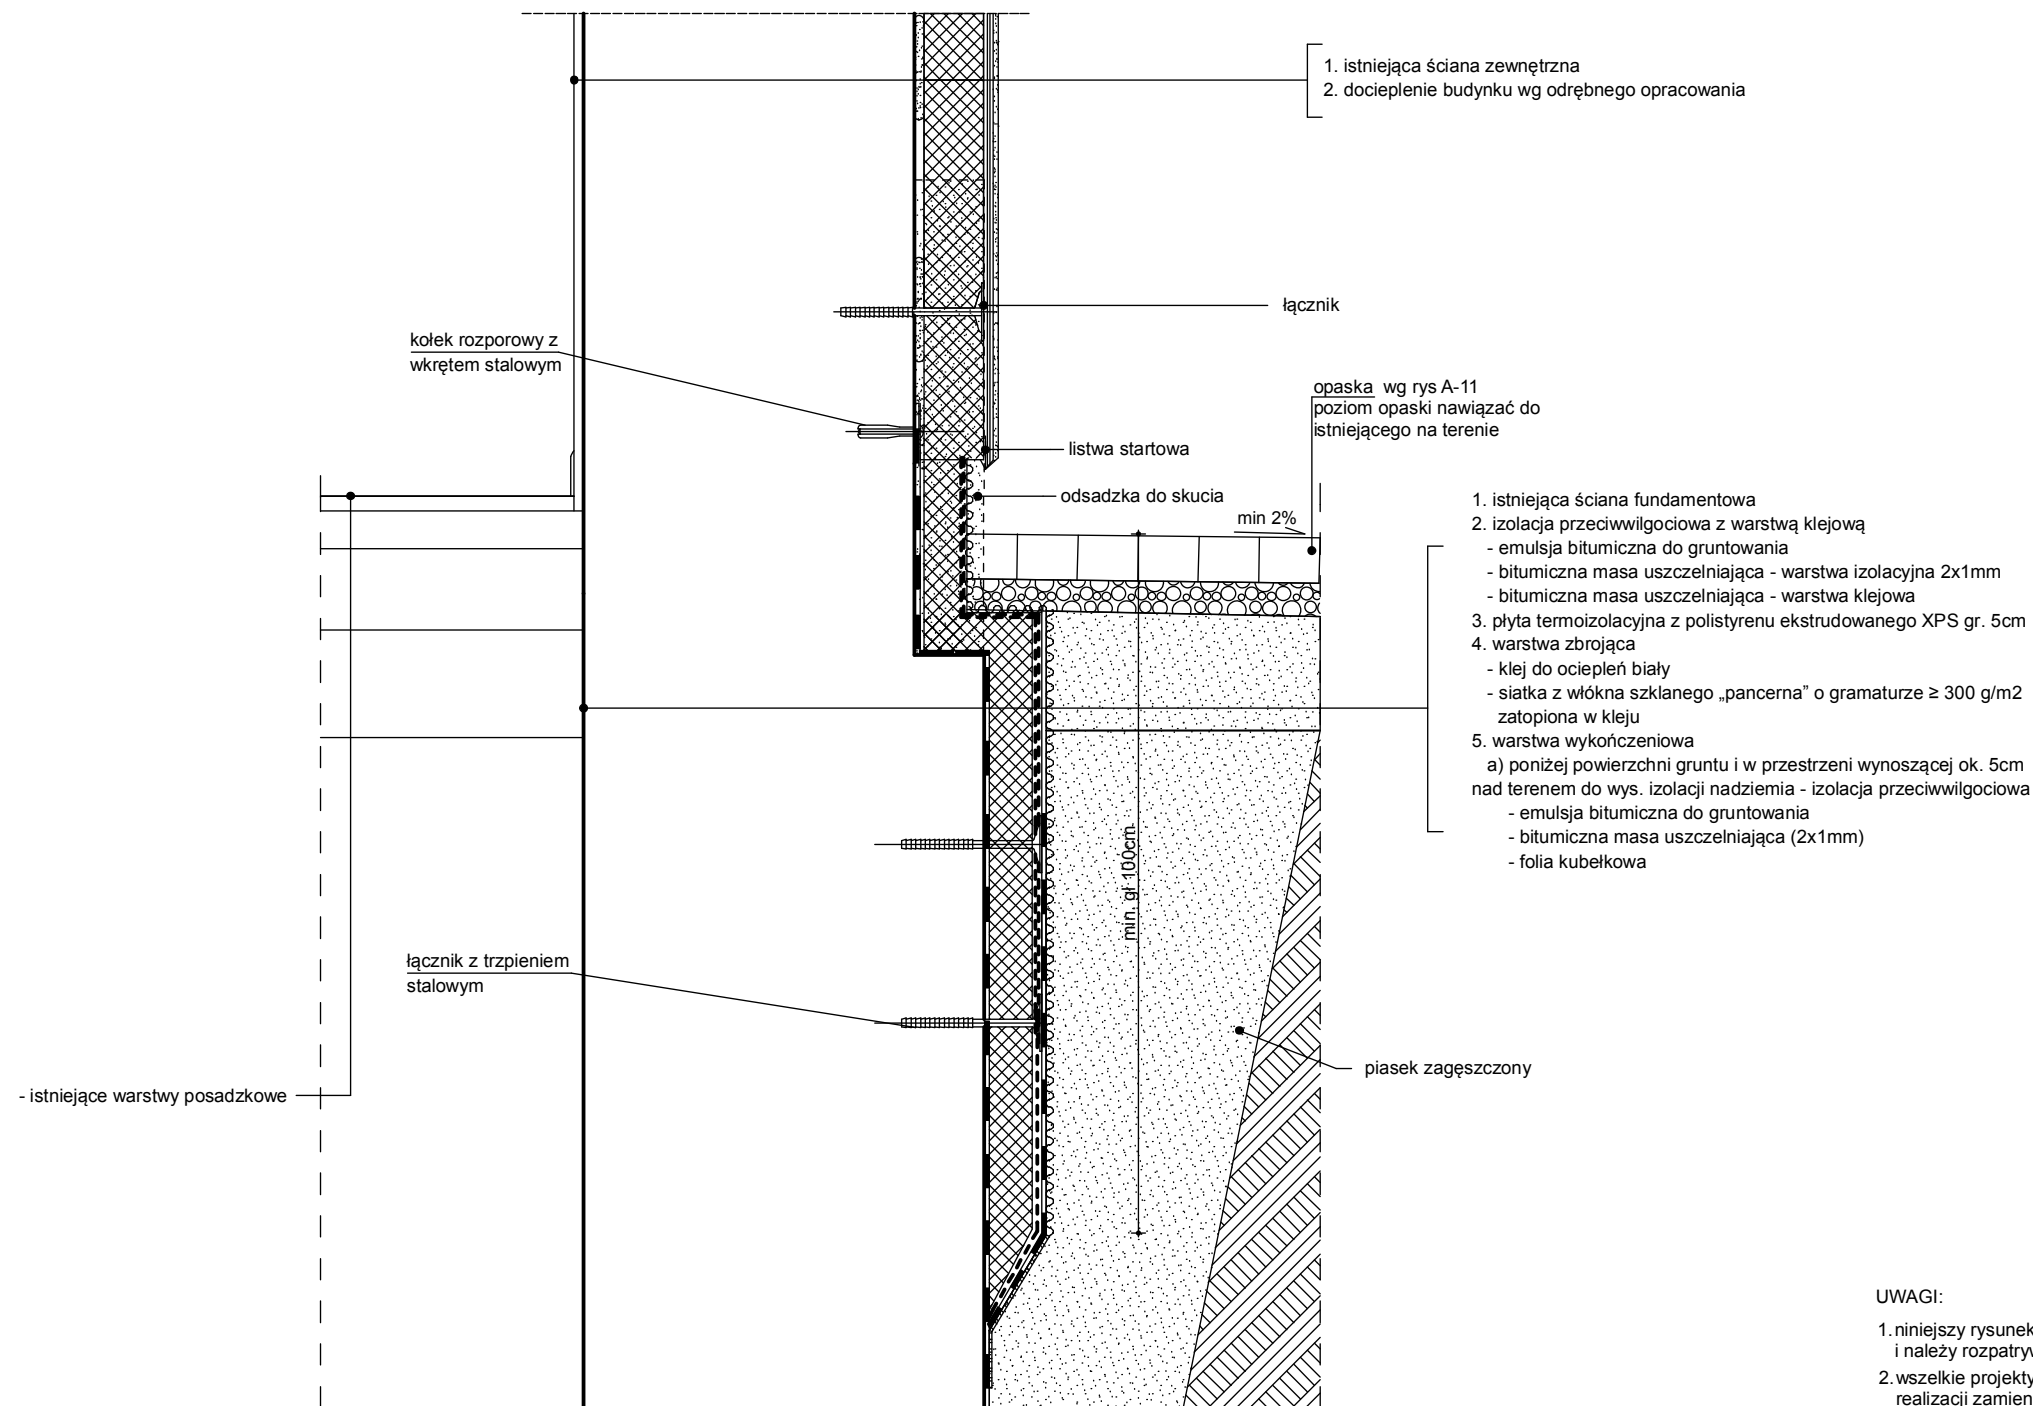 1. istniejąca ściana zewnętrzna
2. docieplenie budynku wg odrębnego opracowania
łącznik
kołek rozporowy z
wkrętem stalowym
opaska wg rys A-11
poziom opaski nawiązać do
istniejącego na terenie
listwa startowa
odsadzka do skucia
min 2%
1. istniejąca ściana fundamentowa
2. izolacja przeciwwilgociowa z warstwą klejową
- emulsja bitumiczna do gruntowania
- bitumiczna masa uszczelniająca - warstwa izolacyjna 2x1mm
- bitumiczna masa uszczelniająca - warstwa klejowa
3. płyta termoizolacyjna z polistyrenu ekstrudowanego XPS gr. 5cm
4. warstwa zbrojąca
- klej do ociepleń biały
- siatka z włókna szklanego „pancerna” o gramaturze ≥ 300 g/m2
zatopiona w kleju
5. warstwa wykończeniowa
a) poniżej powierzchni gruntu i w przestrzeni wynoszącej ok. 5cm
nad terenem do wys. izolacji nadziemia - izolacja przeciwwilgociowa
- emulsja bitumiczna do gruntowania
- bitumiczna masa uszczelniająca (2x1mm)
- folia kubełkowa
min. gł 100cm
łącznik z trzpieniem
stalowym
piasek zagęszczony
- istniejące warstwy posadzkowe
UWAGI:
1. niniejszy rysunek
i należy rozpatryw
2. wszelkie projekty
realizacji zamien